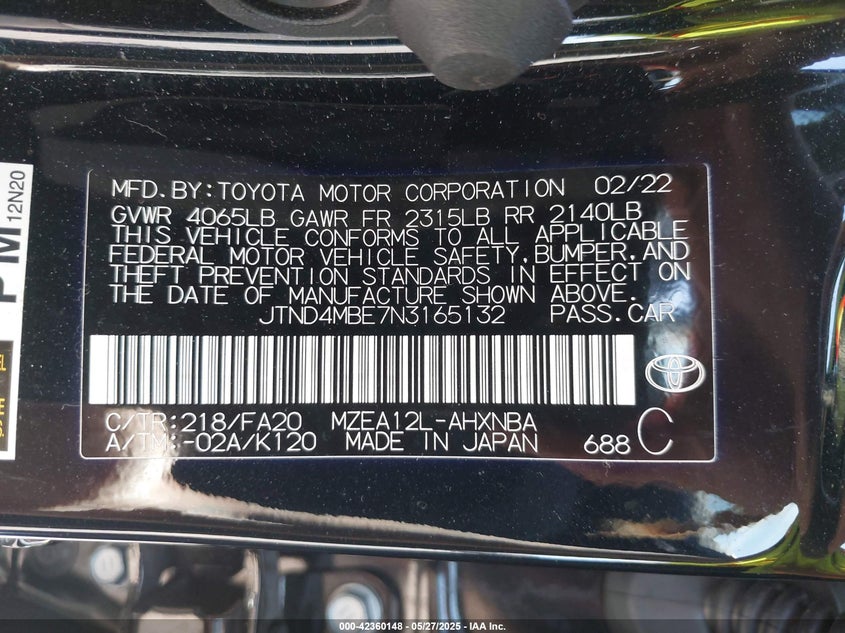 MFD.BY:TOYOTA MOTOR CORPORATION 02/22
GVWR 4065LB GAWR FR 2315LB RR 2140LB
THIS VEHICLE CONFORMS TO ALL APPLICABLE
FEDERAL MOTOR VEHICLE SAFETY,BUMPER,AND
THEFT PREVENTION STANDARDS IN EFFECT ON
THE DATE OF MANUFACTURE SHOWN ABOVE.
JTND4MBE7N3165132 PASS.CAR
C/TR:218/FA20 MZEA12L-AHXNBA
A/TM:-02A/K120 MADE IN JAPAN 688 C
PM
12N20
000-42360148 - 05/27/2025 - IAA Inc.